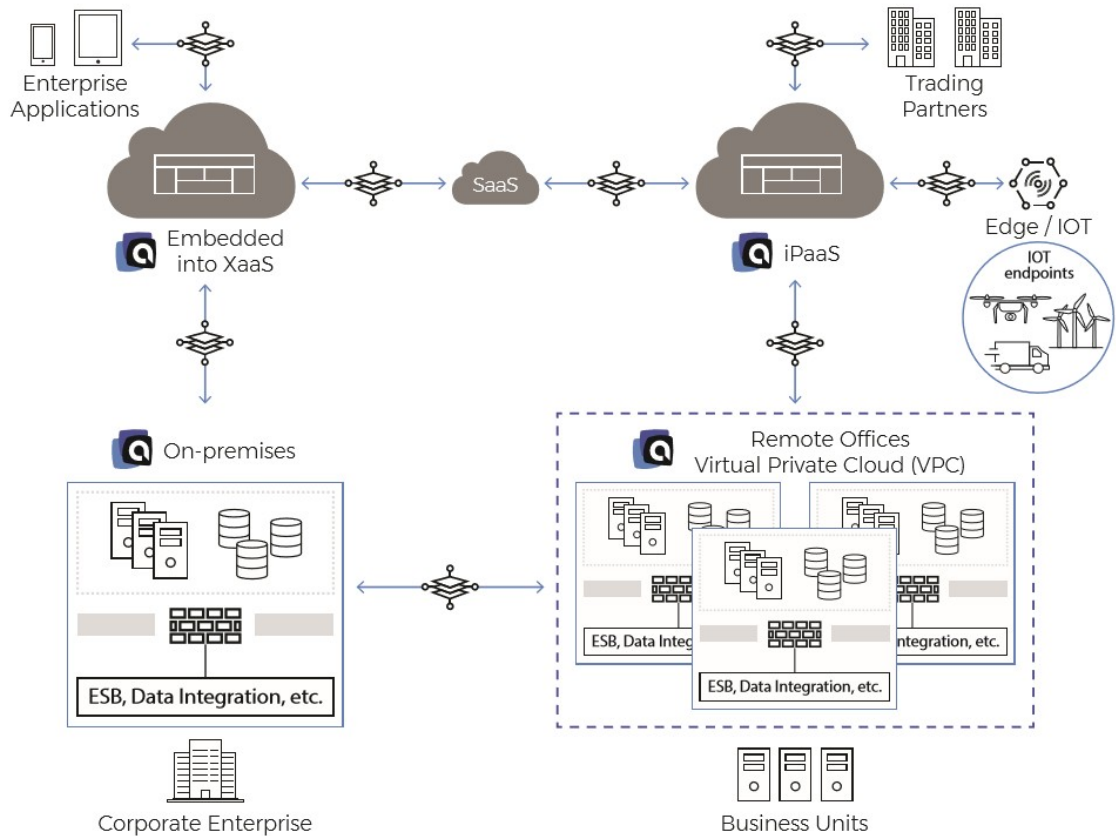 Enterprise
Applications
Trading
Partners
SaaS
Edge / IOT
Embedded
into XaaS
iPaaS
IOT
endpoints
On-premises
Remote Offices
Virtual Private Cloud (VPC)
ESB, Data Integration, etc.
ESB, Data Integ
ntegration, etc.
ESB, Data Integration, etc.
Corporate Enterprise
Business Units